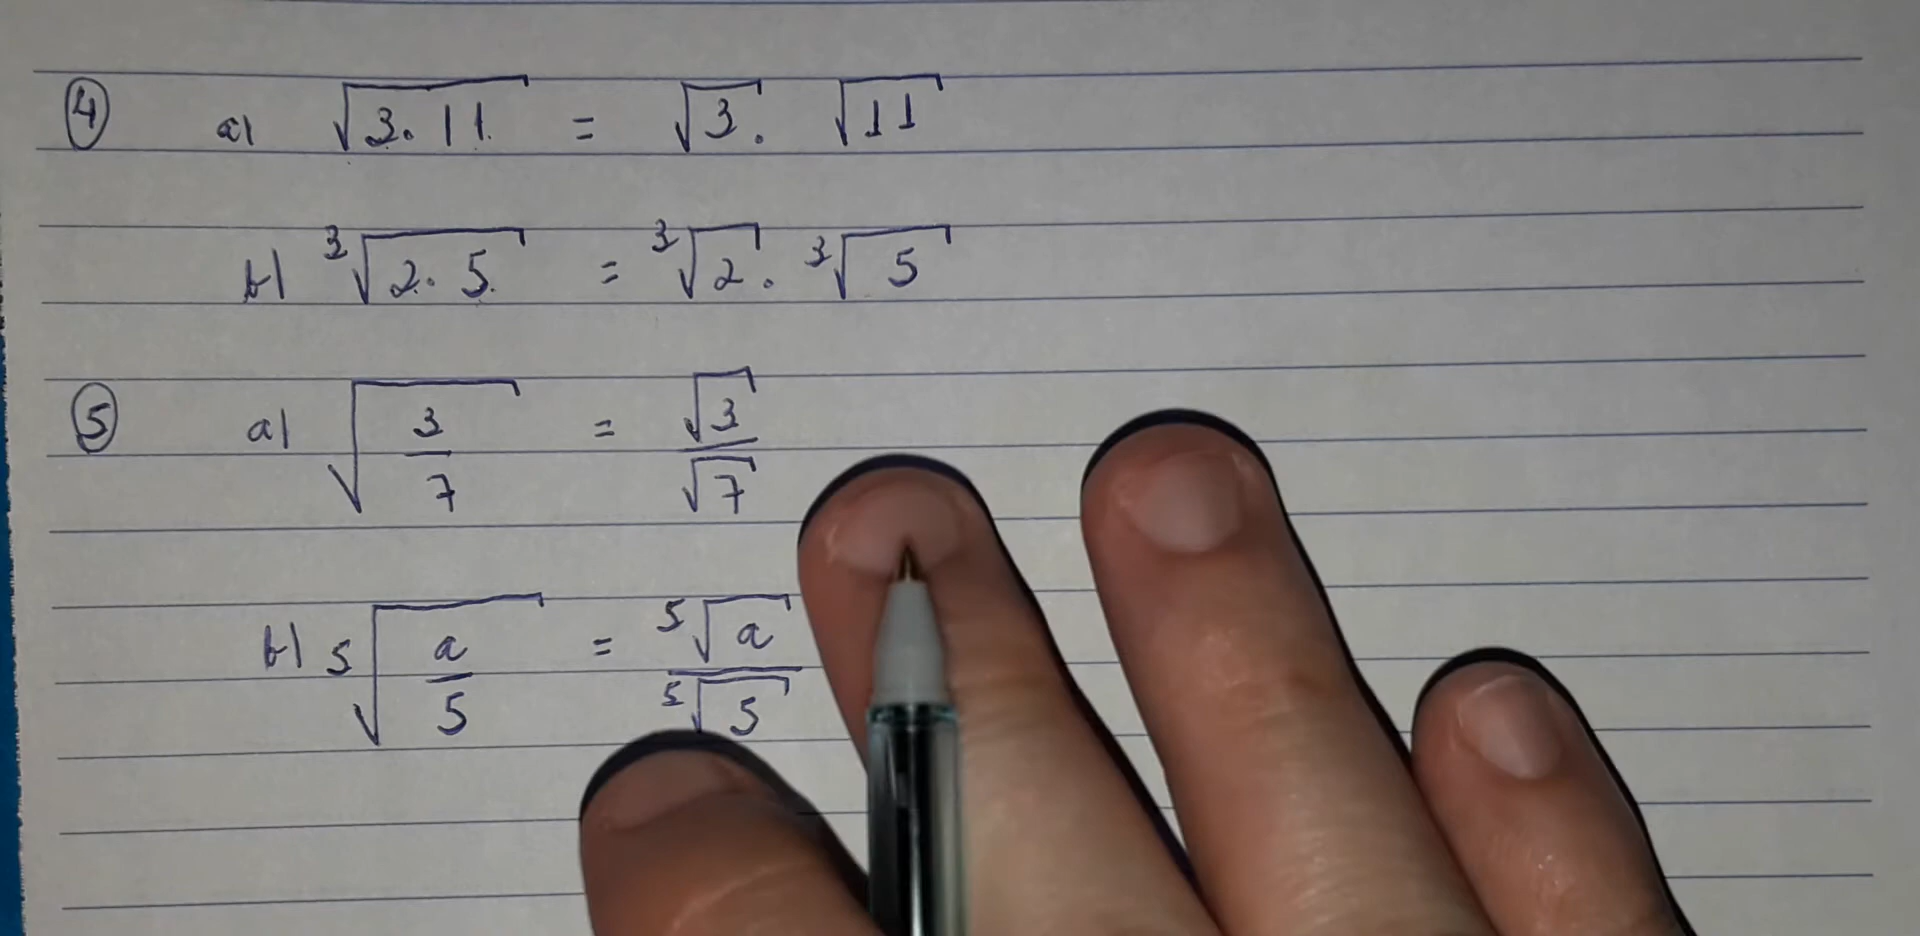 ④ a) √(3·11) = √3 · √11
b) ³√(2·5) = ³√2 · ³√5
⑤ a) √(3/7) = √3/√7
b) ⁵√(a/5) = ⁵√a/⁵√5